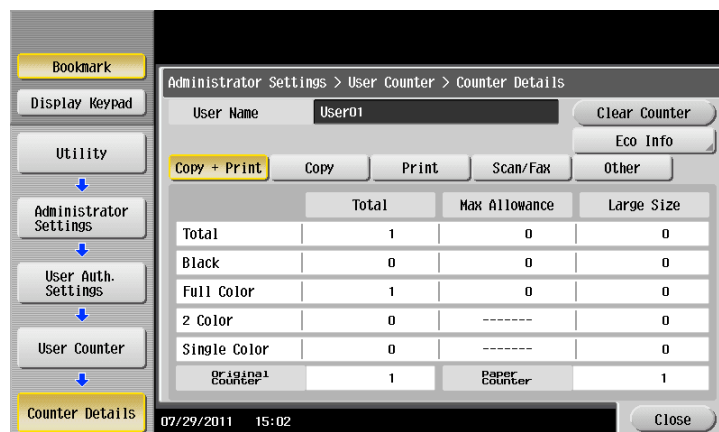 Bookmark
Display Keypad
Utility
Administrator
Settings
User Auth.
Settings
User Counter
Counter Details
Administrator Settings > User Counter > Counter Details
User Name User01 Clear Counter
Eco Info
Copy + Print Copy Print Scan/Fax Other
Total Max Allowance Large Size
Total 1 0 0
Black 0 0 0
Full Color 1 0 0
2 Color 0 ------- 0
Single Color 0 ------- 0
Original
Counter 1 Paper
Counter 1
07/29/2011 15:02 Close